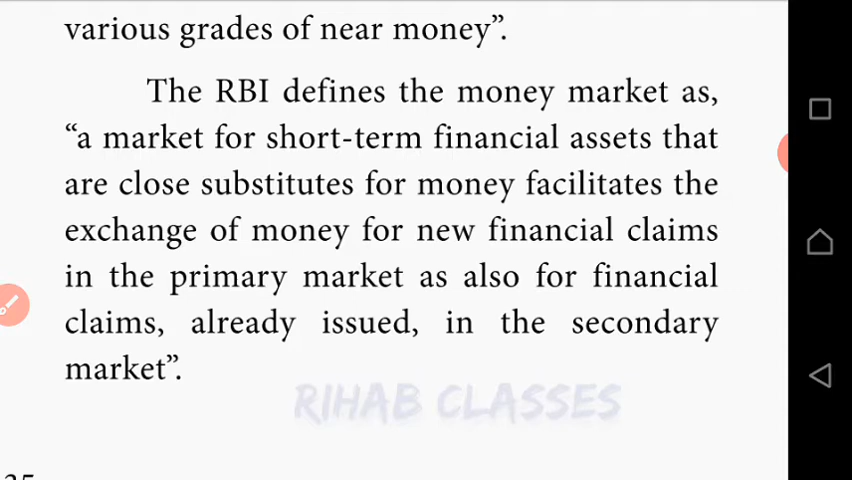 various grades of near money”.
The RBI defines the money market as,
“a market for short-term financial assets that
are close substitutes for money facilitates the
exchange of money for new financial claims
in the primary market as also for financial
claims, already issued, in the secondary
market”.
RIHAB CLASSES